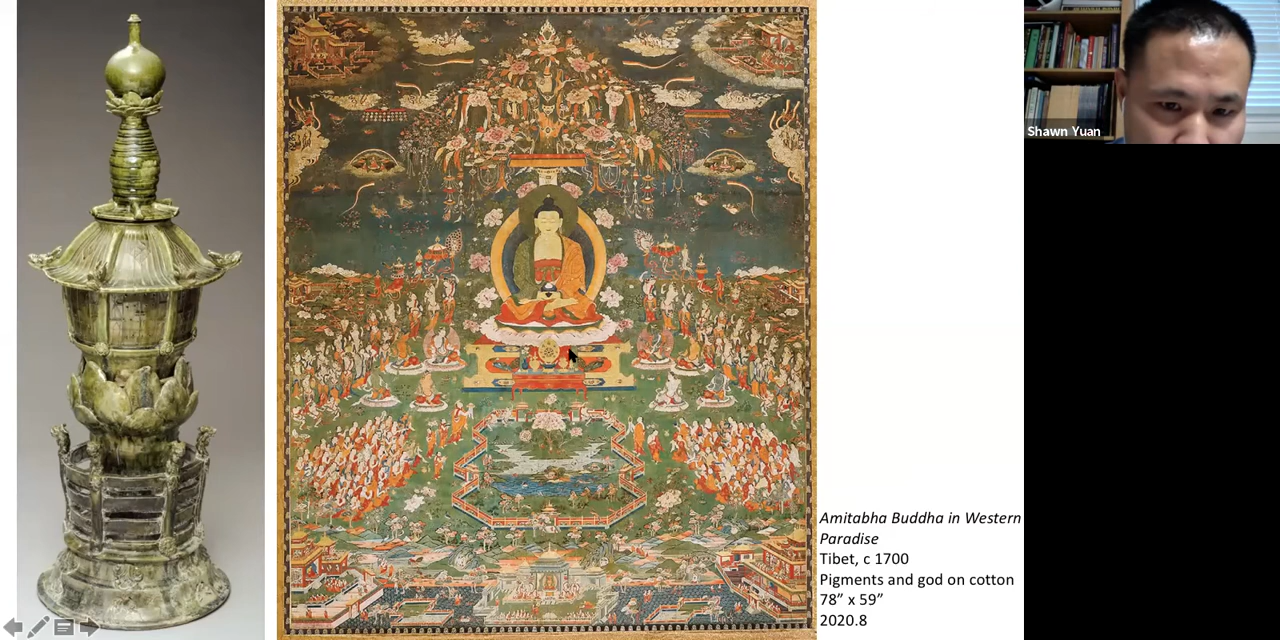 Shawn Yuan
Amitabha Buddha in Western
Paradise
Tibet, c 1700
Pigments and god on cotton
78” x 59”
2020.8